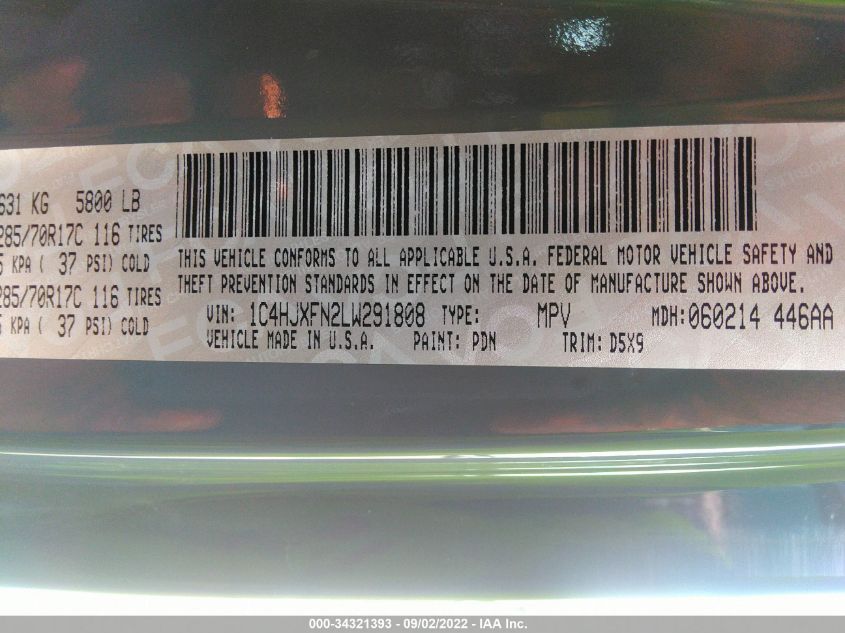 631 KG 5800 LB
285/70R17C 116 TIRES
KPA ( 37 PSI) COLD
285/70R17C 116 TIRES
KPA ( 37 PSI) COLD
THIS VEHICLE CONFORMS TO ALL APPLICABLE U.S.A. FEDERAL MOTOR VEHICLE SAFETY AND
THEFT PREVENTION STANDARDS IN EFFECT ON THE DATE OF MANUFACTURE SHOWN ABOVE.
VIN: 1C4HJXFN2LW291808 TYPE: MPV MDH:060214 446AA
VEHICLE MADE IN U.S.A. PAINT: PDN TRIM: D5X9
000-34321393 - 09/02/2022 - IAA Inc.